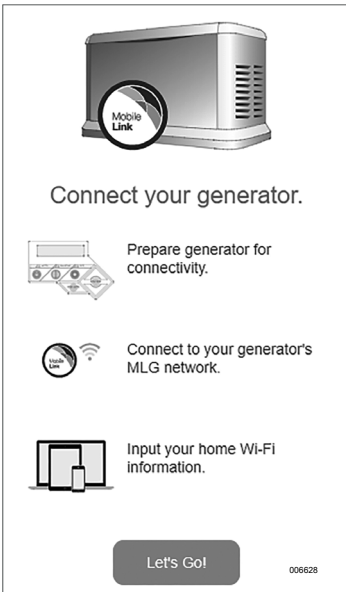 Mobile
Link
Connect your generator.
Prepare generator for
connectivity.
Mobile
Link
Connect to your generator's
MLG network.
Input your home Wi-Fi
information.
Let's Go!
006628